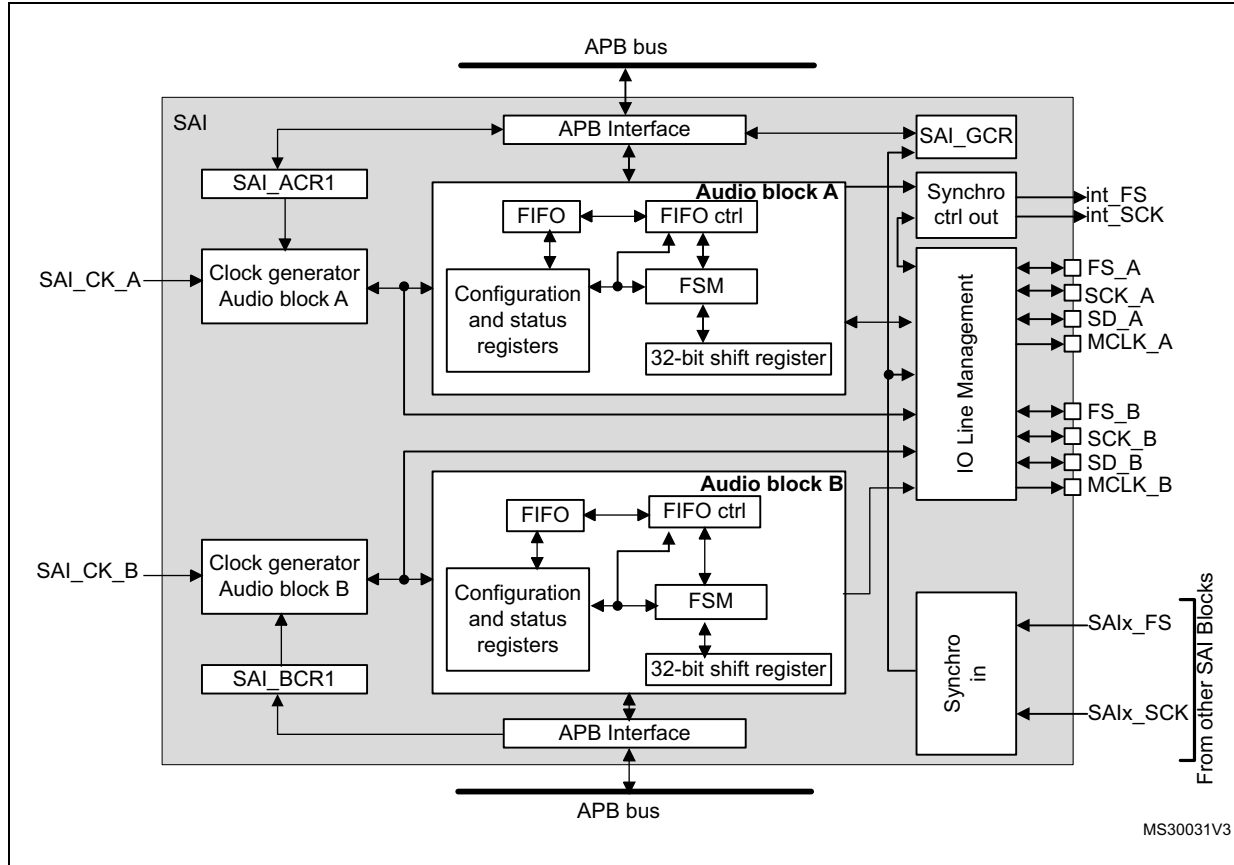 APB bus
SAI
APB Interface
SAI_GCR
SAI_ACR1
Audio block A
Synchro
ctrl out
int_FS
int_SCK
FIFO
FIFO ctrl
SAI_CK_A
Clock generator
Audio block A
Configuration
and status
registers
FSM
32-bit shift register
IO Line Management
FS_A
SCK_A
SD_A
MCLK_A
FS_B
SCK_B
SD_B
MCLK_B
Audio block B
FIFO
FIFO ctrl
SAI_CK_B
Clock generator
Audio block B
Configuration
and status
registers
FSM
32-bit shift register
SAI_BCR1
APB Interface
Synchro
in
SAIx_FS
SAIx_SCK
From other SAI Blocks
APB bus
MS30031V3